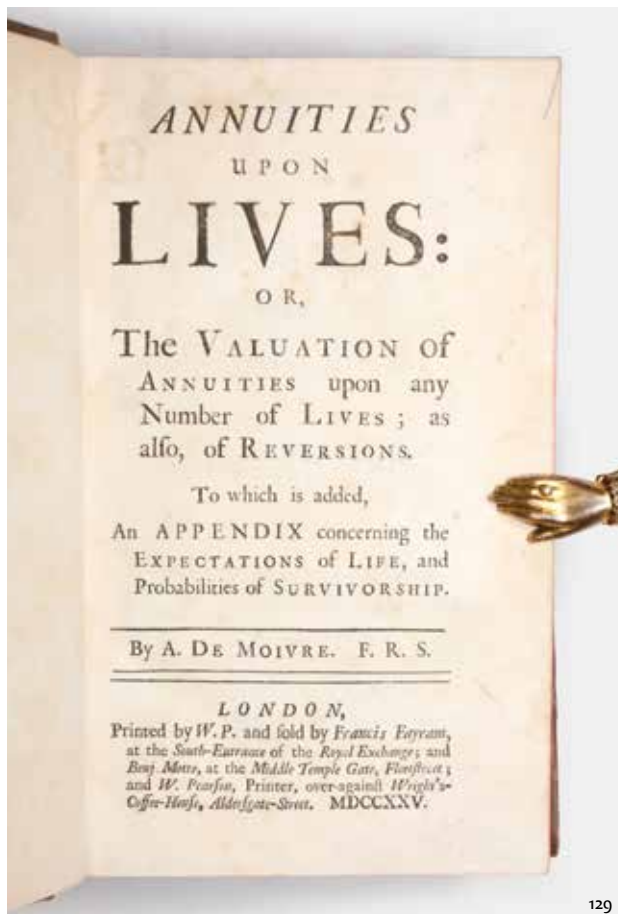 ANNUITIES
UPON
LIVES:
OR,
The VALUATION of
ANNUITIES upon any
Number of LIVES; as
alſo, of REVERSIONS.
To which is added,
An APPENDIX concerning the
EXPECTATIONS of LIFE, and
Probabilities of SURVIVORSHIP.
By A. DE MOIVRE. F. R. S.
LONDON,
Printed by W. P. and ſold by Francis Fayram,
at the South-Entrance of the Royal Exchange; and
Benj. Motte, at the Middle Temple Gate, Fleetſtreet;
and W. Pearſon, Printer, over-againſt Wright's-
Coffee-Houſe, Alderſgate-Street. MDCCXXV.
129